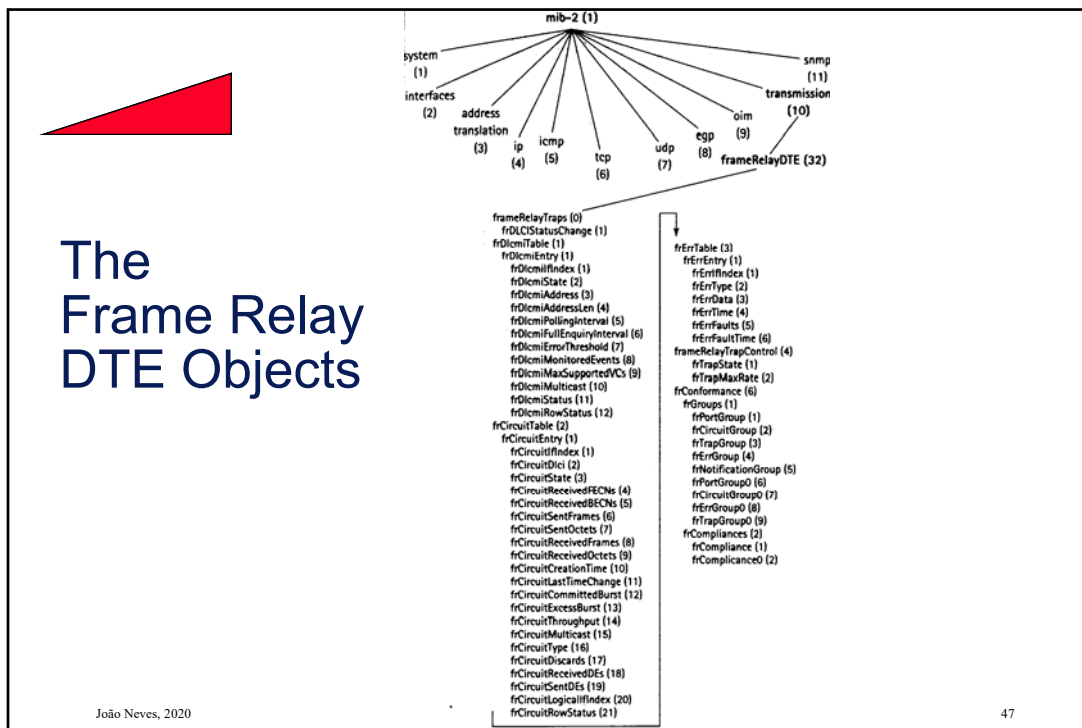 The
Frame Relay
DTE Objects
mib-2 (1)
system
(1)
interfaces
(2)
address
translation
(3)
ip
(4)
icmp
(5)
tcp
(6)
udp
(7)
egp
(8)
oim
(9)
transmission
(10)
snmp
(11)
frameRelayDTE (32)
frameRelayTraps (0)
frDLCIStatusChange (1)
frDlcmiTable (1)
frDlcmiEntry (1)
frDlcmiIfIndex (1)
frDlcmiState (2)
frDlcmiAddress (3)
frDlcmiAddressLen (4)
frDlcmiPollingInterval (5)
frDlcmiFullEnquiryInterval (6)
frDlcmiErrorThreshold (7)
frDlcmiMonitoredEvents (8)
frDlcmiMaxSupportedVCs (9)
frDlcmiMulticast (10)
frDlcmiStatus (11)
frDlcmiRowStatus (12)
frCircuitTable (2)
frCircuitEntry (1)
frCircuitIfIndex (1)
frCircuitDlci (2)
frCircuitState (3)
frCircuitReceivedFECNs (4)
frCircuitReceivedBECNs (5)
frCircuitSentFrames (6)
frCircuitSentOctets (7)
frCircuitReceivedFrames (8)
frCircuitReceivedOctets (9)
frCircuitCreationTime (10)
frCircuitLastTimeChange (11)
frCircuitCommittedBurst (12)
frCircuitExcessBurst (13)
frCircuitThroughput (14)
frCircuitMulticast (15)
frCircuitType (16)
frCircuitDiscards (17)
frCircuitReceivedDEs (18)
frCircuitSentDEs (19)
frCircuitLogicalIfIndex (20)
frCircuitRowStatus (21)
frErrTable (3)
frErrEntry (1)
frErrIfIndex (1)
frErrType (2)
frErrData (3)
frErrTime (4)
frErrFaults (5)
frErrFaultTime (6)
frameRelayTrapControl (4)
frTrapState (1)
frTrapMaxRate (2)
frConformance (6)
frGroups (1)
frPortGroup (1)
frCircuitGroup (2)
frTrapGroup (3)
frErrGroup (4)
frNotificationGroup (5)
frPortGroup0 (6)
frCircuitGroup0 (7)
frErrGroup0 (8)
frTrapGroup0 (9)
frCompliances (2)
frCompliance (1)
frComplicance0 (2)
João Neves, 2020
47